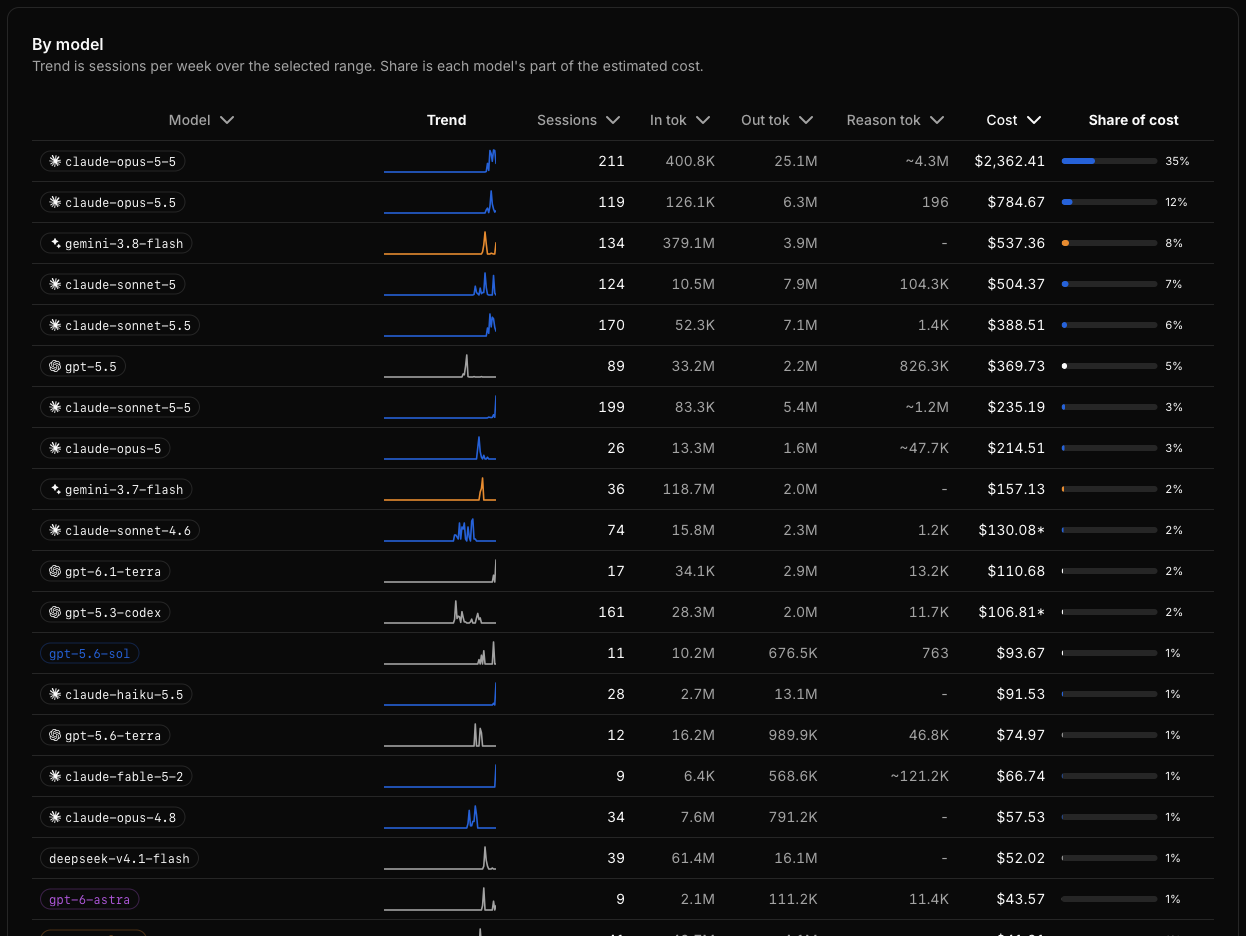 By model
Trend is sessions per week over the selected range. Share is each model's part of the estimated cost.
Model Trend Sessions In tok Out tok Reason tok Cost Share of cost
claude-opus-5-5 211 400.8K 25.1M ~4.3M $2,362.41 35%
claude-opus-5.5 119 126.1K 6.3M 196 $784.67 12%
gemini-3.8-flash 134 379.1M 3.9M - $537.36 8%
claude-sonnet-5 124 10.5M 7.9M 104.3K $504.37 7%
claude-sonnet-5.5 170 52.3K 7.1M 1.4K $388.51 6%
gpt-5.5 89 33.2M 2.2M 826.3K $369.73 5%
claude-sonnet-5-5 199 83.3K 5.4M ~1.2M $235.19 3%
claude-opus-5 26 13.3M 1.6M ~47.7K $214.51 3%
gemini-3.7-flash 36 118.7M 2.0M - $157.13 2%
claude-sonnet-4.6 74 15.8M 2.3M 1.2K $130.08* 2%
gpt-6.1-terra 17 34.1K 2.9M 13.2K $110.68 2%
gpt-5.3-codex 161 28.3M 2.0M 11.7K $106.81* 2%
gpt-5.6-sol 11 10.2M 676.5K 763 $93.67 1%
claude-haiku-5.5 28 2.7M 13.1M - $91.53 1%
gpt-5.6-terra 12 16.2M 989.9K 46.8K $74.97 1%
claude-fable-5-2 9 6.4K 568.6K ~121.2K $66.74 1%
claude-opus-4.8 34 7.6M 791.2K - $57.53 1%
deepseek-v4.1-flash 39 61.4M 16.1M - $52.02 1%
gpt-6-astra 9 2.1M 111.2K 11.4K $43.57 1%